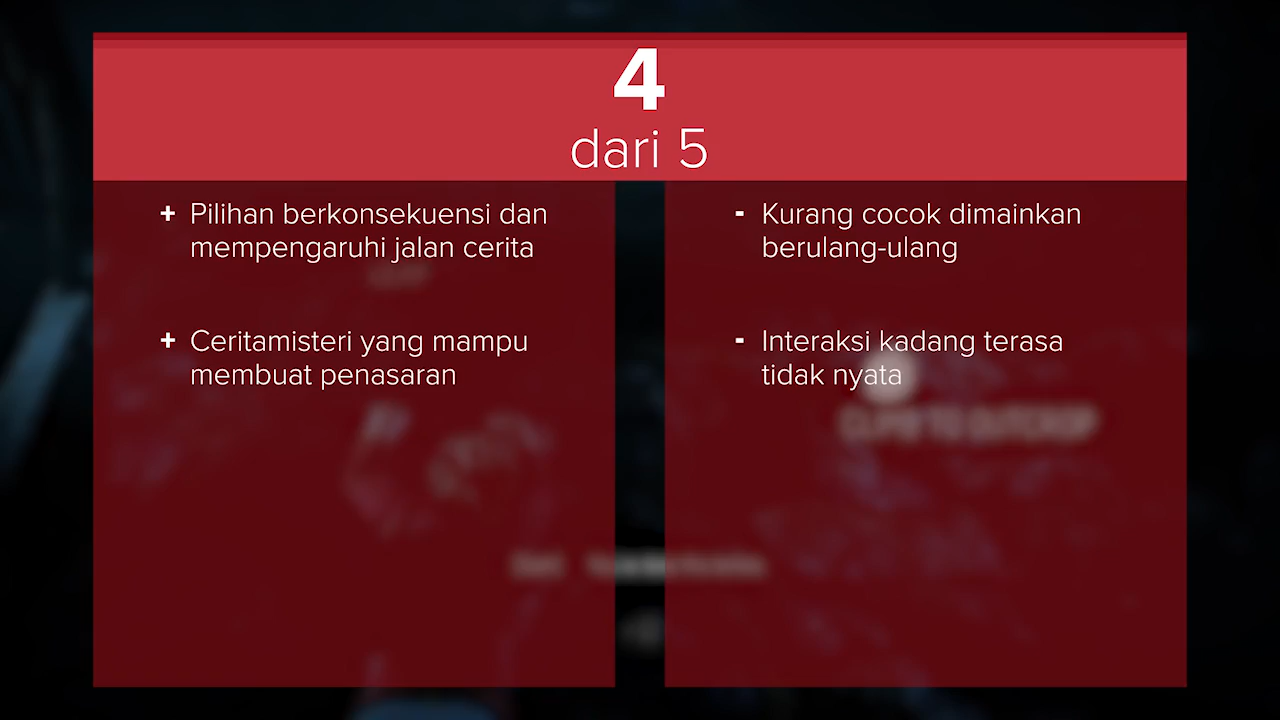 4
dari 5
+ Pilihan berkonsekuensi dan
mempengaruhi jalan cerita
+ Ceritamisteri yang mampu
membuat penasaran
- Kurang cocok dimainkan
berulang-ulang
- Interaksi kadang terasa
tidak nyata